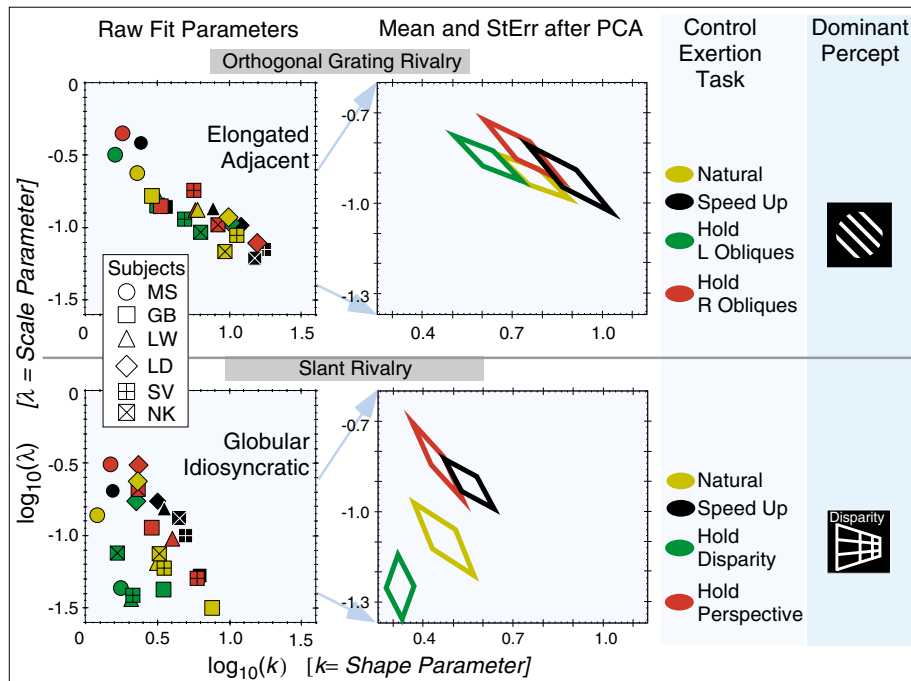 Raw Fit Parameters
Mean and StErr after PCA
Control
Exertion
Task
Dominant
Percept
Orthogonal Grating Rivalry
0
-0.5
-1.0
-1.5
0
0.5
1.0
1.5
Elongated
Adjacent
-0.7
-1.0
-1.3
0.4
0.7
1.0
Natural
Speed Up
Hold
L Obliques
Hold
R Obliques
Subjects
MS
GB
LW
LD
SV
NK
Slant Rivalry
0
-0.5
-1.0
-1.5
0
0.5
1.0
1.5
Globular
Idiosyncratic
-0.7
-1.0
-1.3
0.4
0.7
1.0
Natural
Speed Up
Hold
Disparity
Hold
Perspective
Disparity
log10(λ) [λ = Scale Parameter]
log10(k) [k= Shape Parameter]